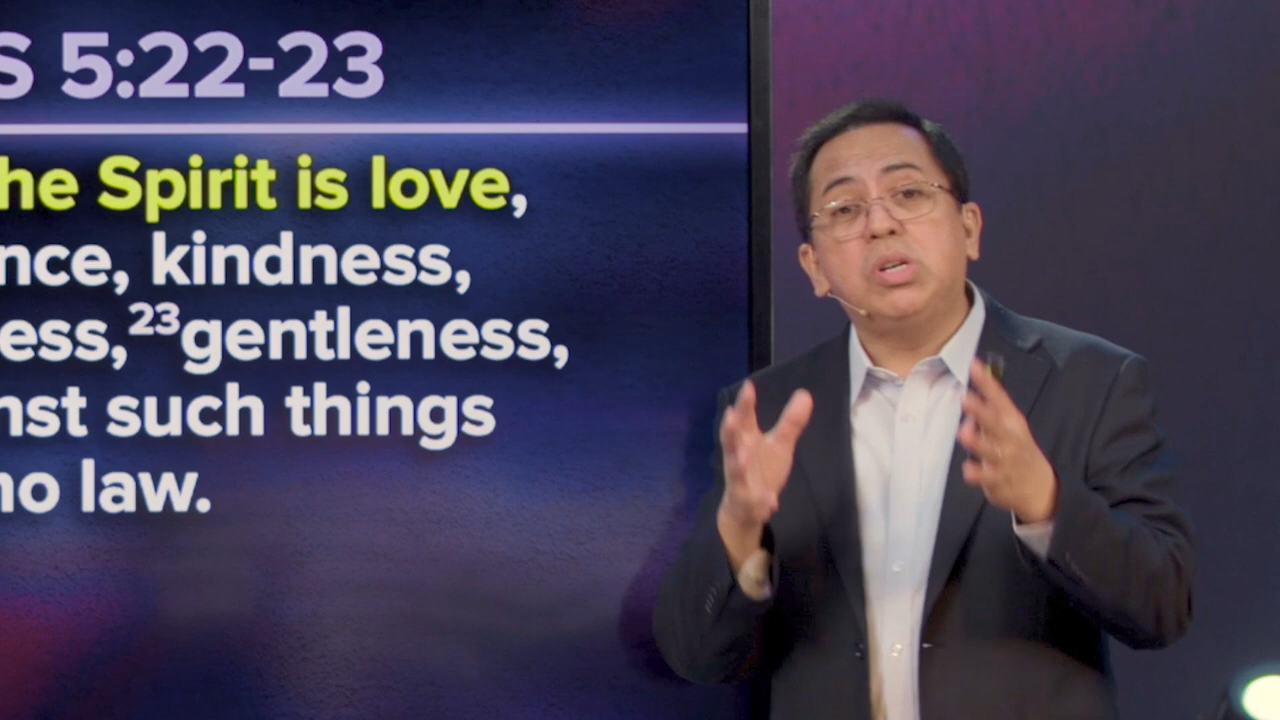 S 5:22-23
he Spirit is love,
nce, kindness,
ess,²³gentleness,
nst such things
no law.